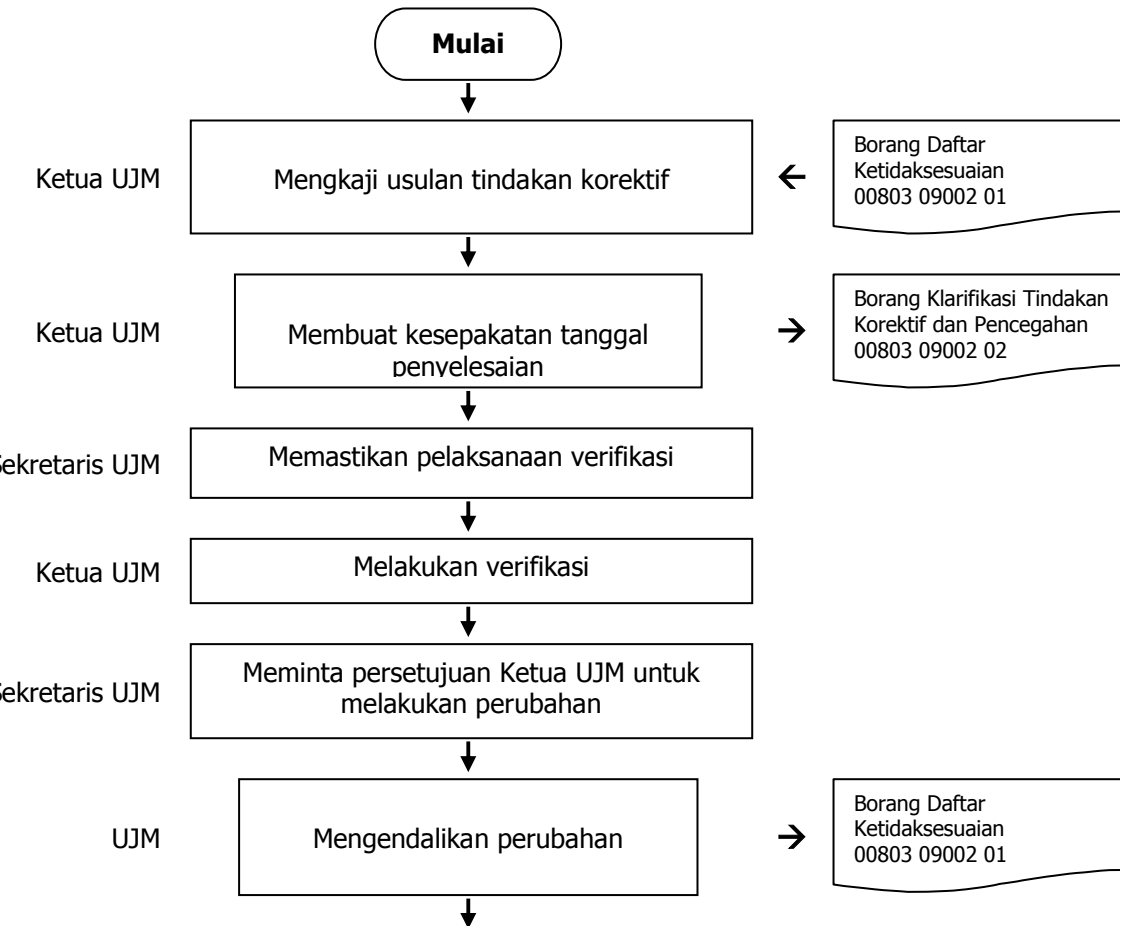 Mulai
Ketua UJM
Mengkaji usulan tindakan korektif
Borang Daftar
Ketidaksesuaian
00803 09002 01
Ketua UJM
Membuat kesepakatan tanggal
penyelesaian
Borang Klarifikasi Tindakan
Korektif dan Pencegahan
00803 09002 02
Sekretaris UJM
Memastikan pelaksanaan verifikasi
Ketua UJM
Melakukan verifikasi
Sekretaris UJM
Meminta persetujuan Ketua UJM untuk
melakukan perubahan
UJM
Mengendalikan perubahan
Borang Daftar
Ketidaksesuaian
00803 09002 01